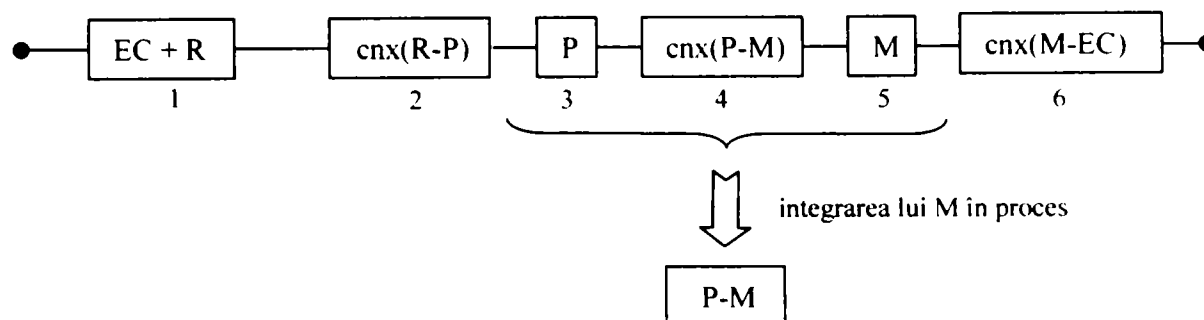 EC + R cnx(R-P) P cnx(P-M) M cnx(M-EC)
1 2 3 4 5 6
integrarea lui M în proces
P-M